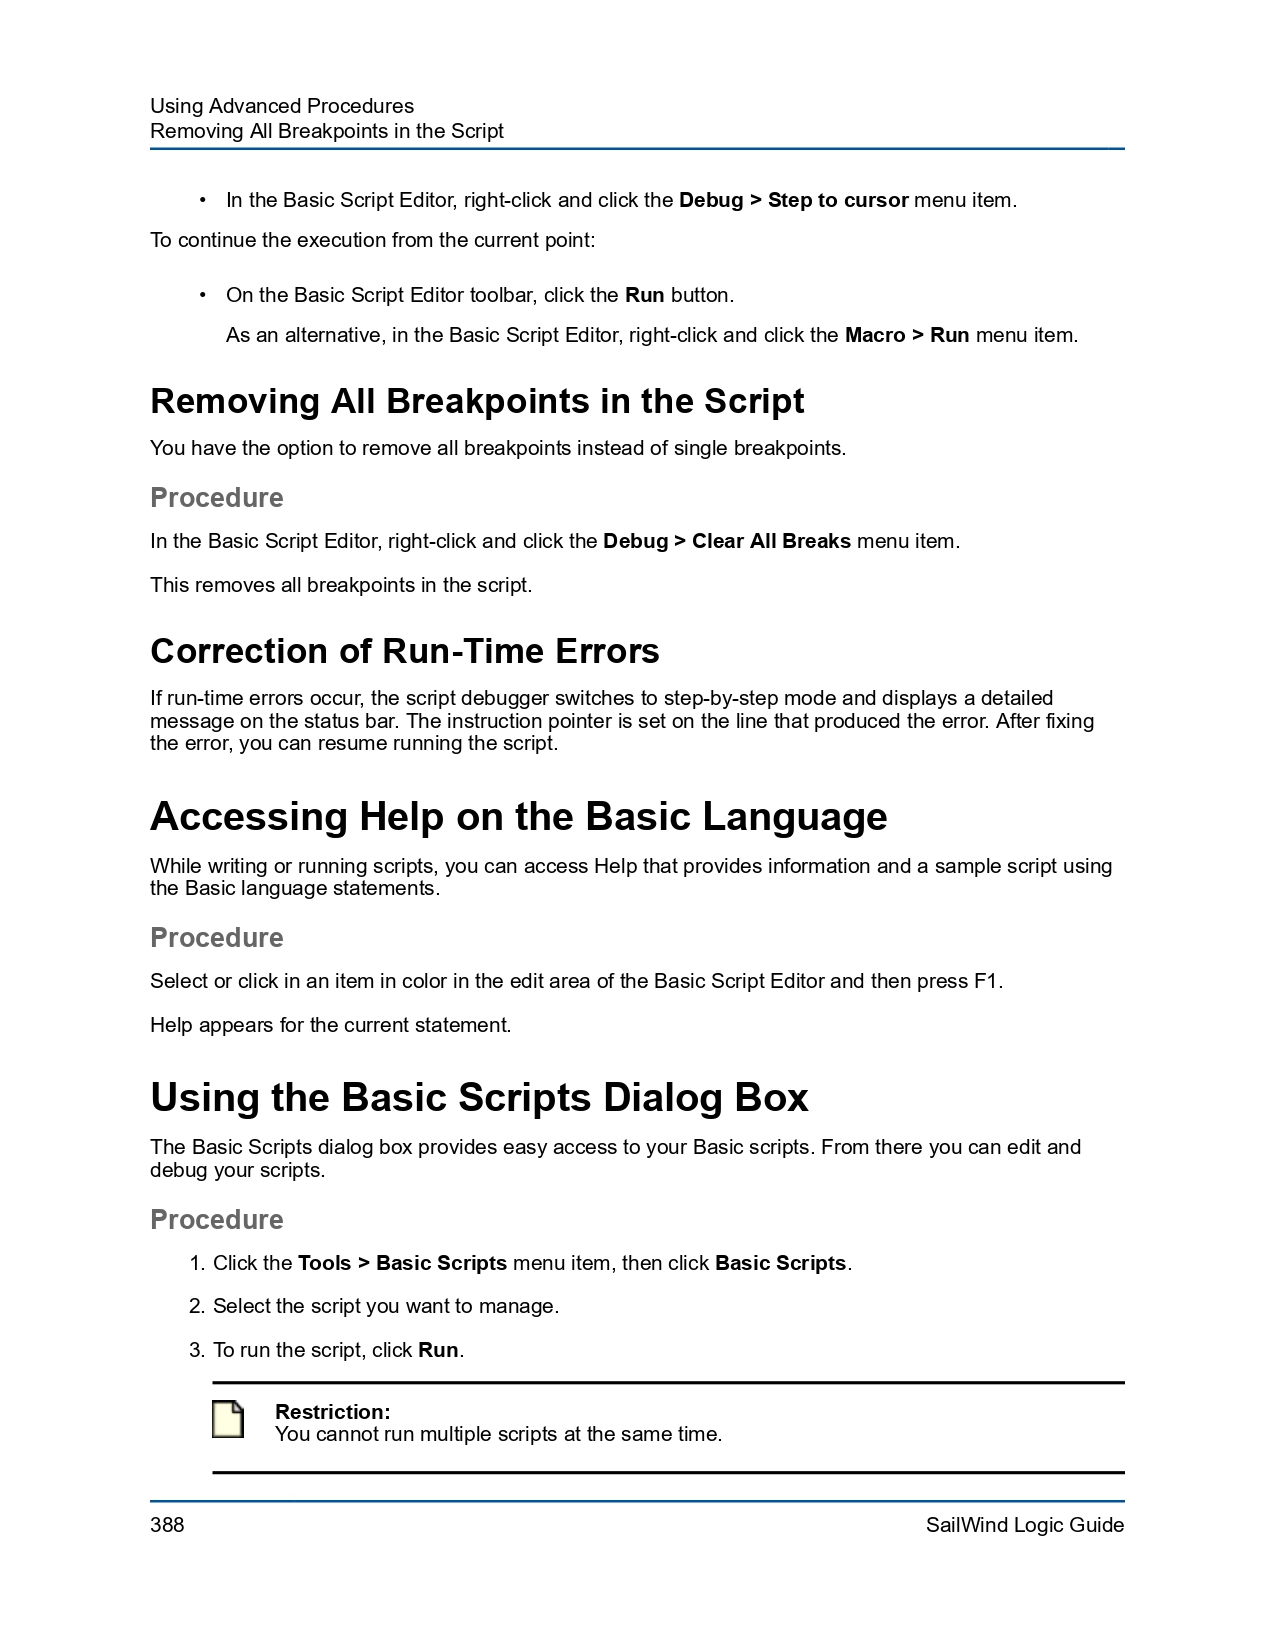 Using Advanced Procedures
Removing All Breakpoints in the Script
• In the Basic Script Editor, right-click and click the Debug > Step to cursor menu item.
To continue the execution from the current point:
• On the Basic Script Editor toolbar, click the Run button.
As an alternative, in the Basic Script Editor, right-click and click the Macro > Run menu item.
Removing All Breakpoints in the Script
You have the option to remove all breakpoints instead of single breakpoints.
Procedure
In the Basic Script Editor, right-click and click the Debug > Clear All Breaks menu item.
This removes all breakpoints in the script.
Correction of Run-Time Errors
If run-time errors occur, the script debugger switches to step-by-step mode and displays a detailed
message on the status bar. The instruction pointer is set on the line that produced the error. After fixing
the error, you can resume running the script.
Accessing Help on the Basic Language
While writing or running scripts, you can access Help that provides information and a sample script using
the Basic language statements.
Procedure
Select or click in an item in color in the edit area of the Basic Script Editor and then press F1.
Help appears for the current statement.
Using the Basic Scripts Dialog Box
The Basic Scripts dialog box provides easy access to your Basic scripts. From there you can edit and
debug your scripts.
Procedure
1. Click the Tools > Basic Scripts menu item, then click Basic Scripts.
2. Select the script you want to manage.
3. To run the script, click Run.
Restriction:
You cannot run multiple scripts at the same time.
388
SailWind Logic Guide